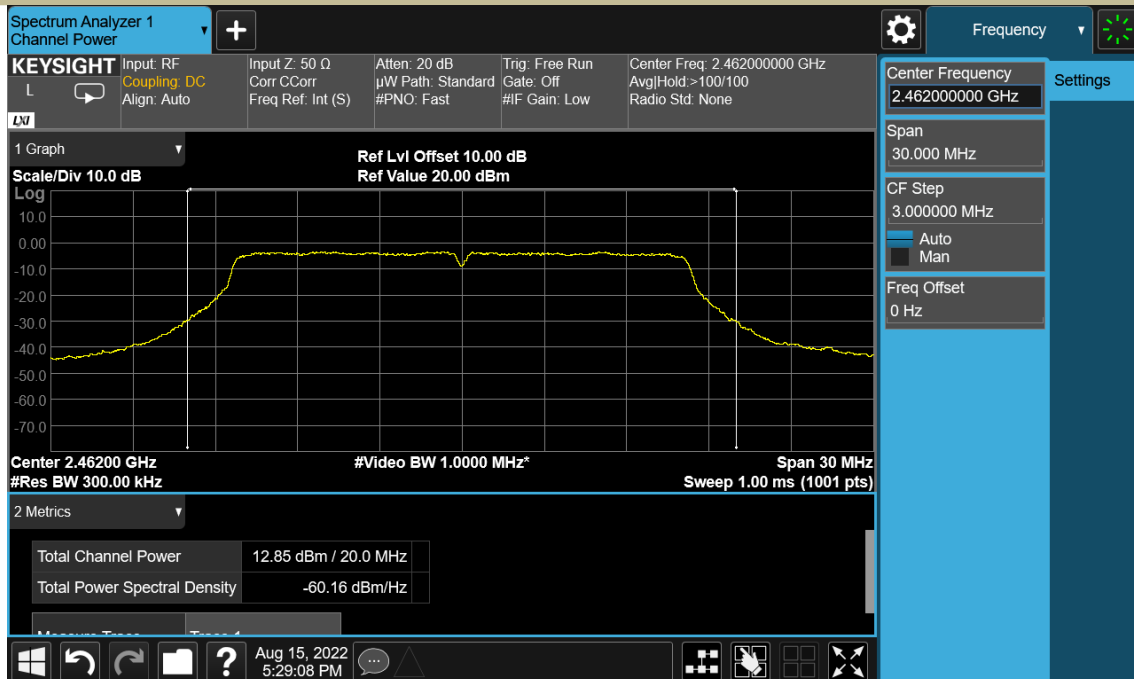 Spectrum Analyzer 1
Channel Power
Frequency
KEYSIGHT
L
LXI
Input: RF
Coupling: DC
Align: Auto
Input Z: 50 Ω
Corr CCorr
Freq Ref: Int (S)
Atten: 20 dB
µW Path: Standard
#PNO: Fast
Trig: Free Run
Gate: Off
#IF Gain: Low
Center Freq: 2.462000000 GHz
Avg|Hold:>100/100
Radio Std: None
Center Frequency
2.462000000 GHz
Settings
Span
30.000 MHz
CF Step
3.000000 MHz
Auto
Man
Freq Offset
0 Hz
1 Graph
Scale/Div 10.0 dB
Ref Lvl Offset 10.00 dB
Ref Value 20.00 dBm
Log
10.0
0.00
-10.0
-20.0
-30.0
-40.0
-50.0
-60.0
-70.0
Center 2.46200 GHz
#Video BW 1.0000 MHz*
Span 30 MHz
#Res BW 300.00 kHz
Sweep 1.00 ms (1001 pts)
2 Metrics
Total Channel Power 12.85 dBm / 20.0 MHz
Total Power Spectral Density -60.16 dBm/Hz
Measure Trace Trace 1
?
Aug 15, 2022
5:29:08 PM